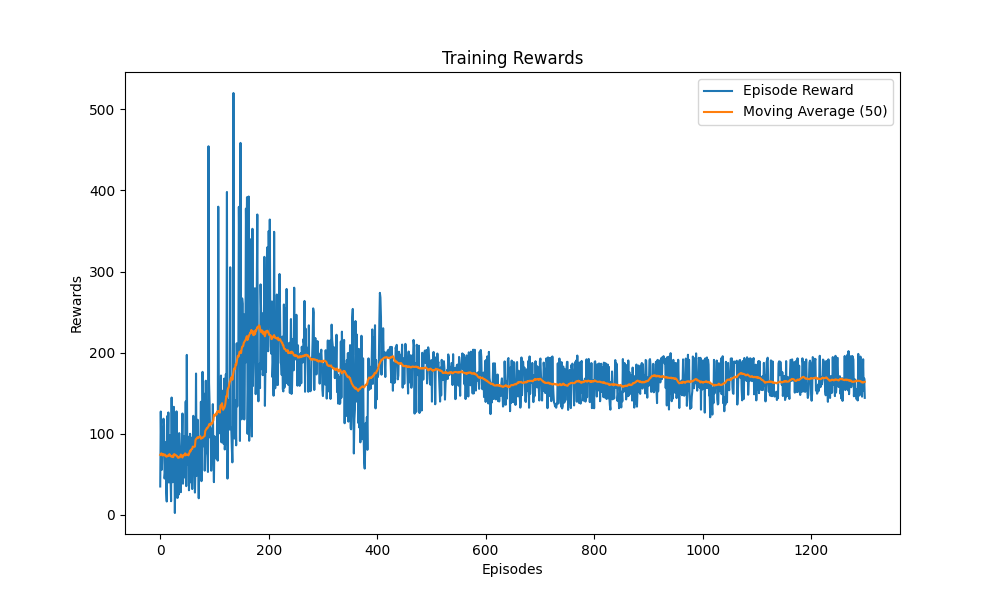 Training Rewards
Episode Reward
Moving Average (50)
500
400
300
200
100
0
Rewards
0 200 400 600 800 1000 1200
Episodes